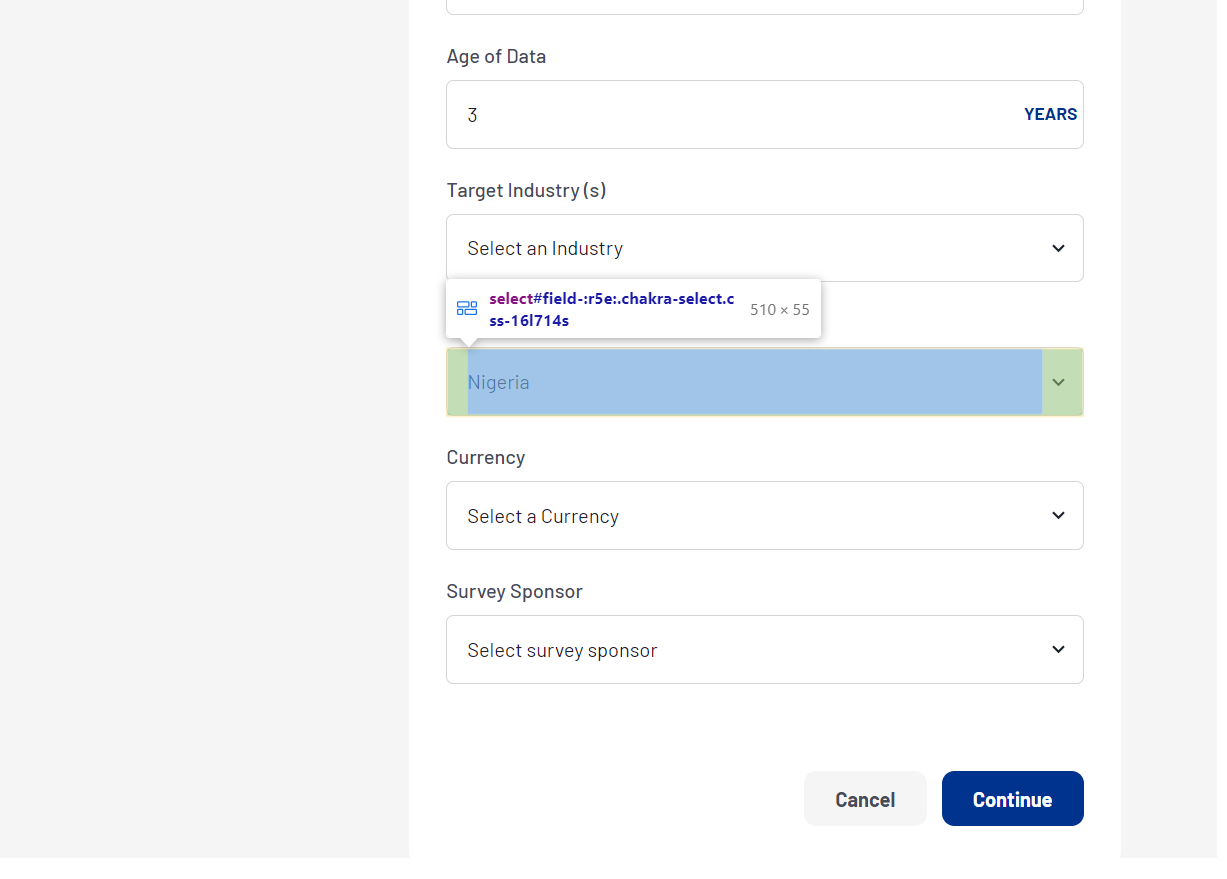 Age of Data
3
YEARS
Target Industry (s)
Select an Industry
select#field-:r5e:.chakra-select.c
ss-16l714s
510 × 55
Nigeria
Currency
Select a Currency
Survey Sponsor
Select survey sponsor
Cancel
Continue